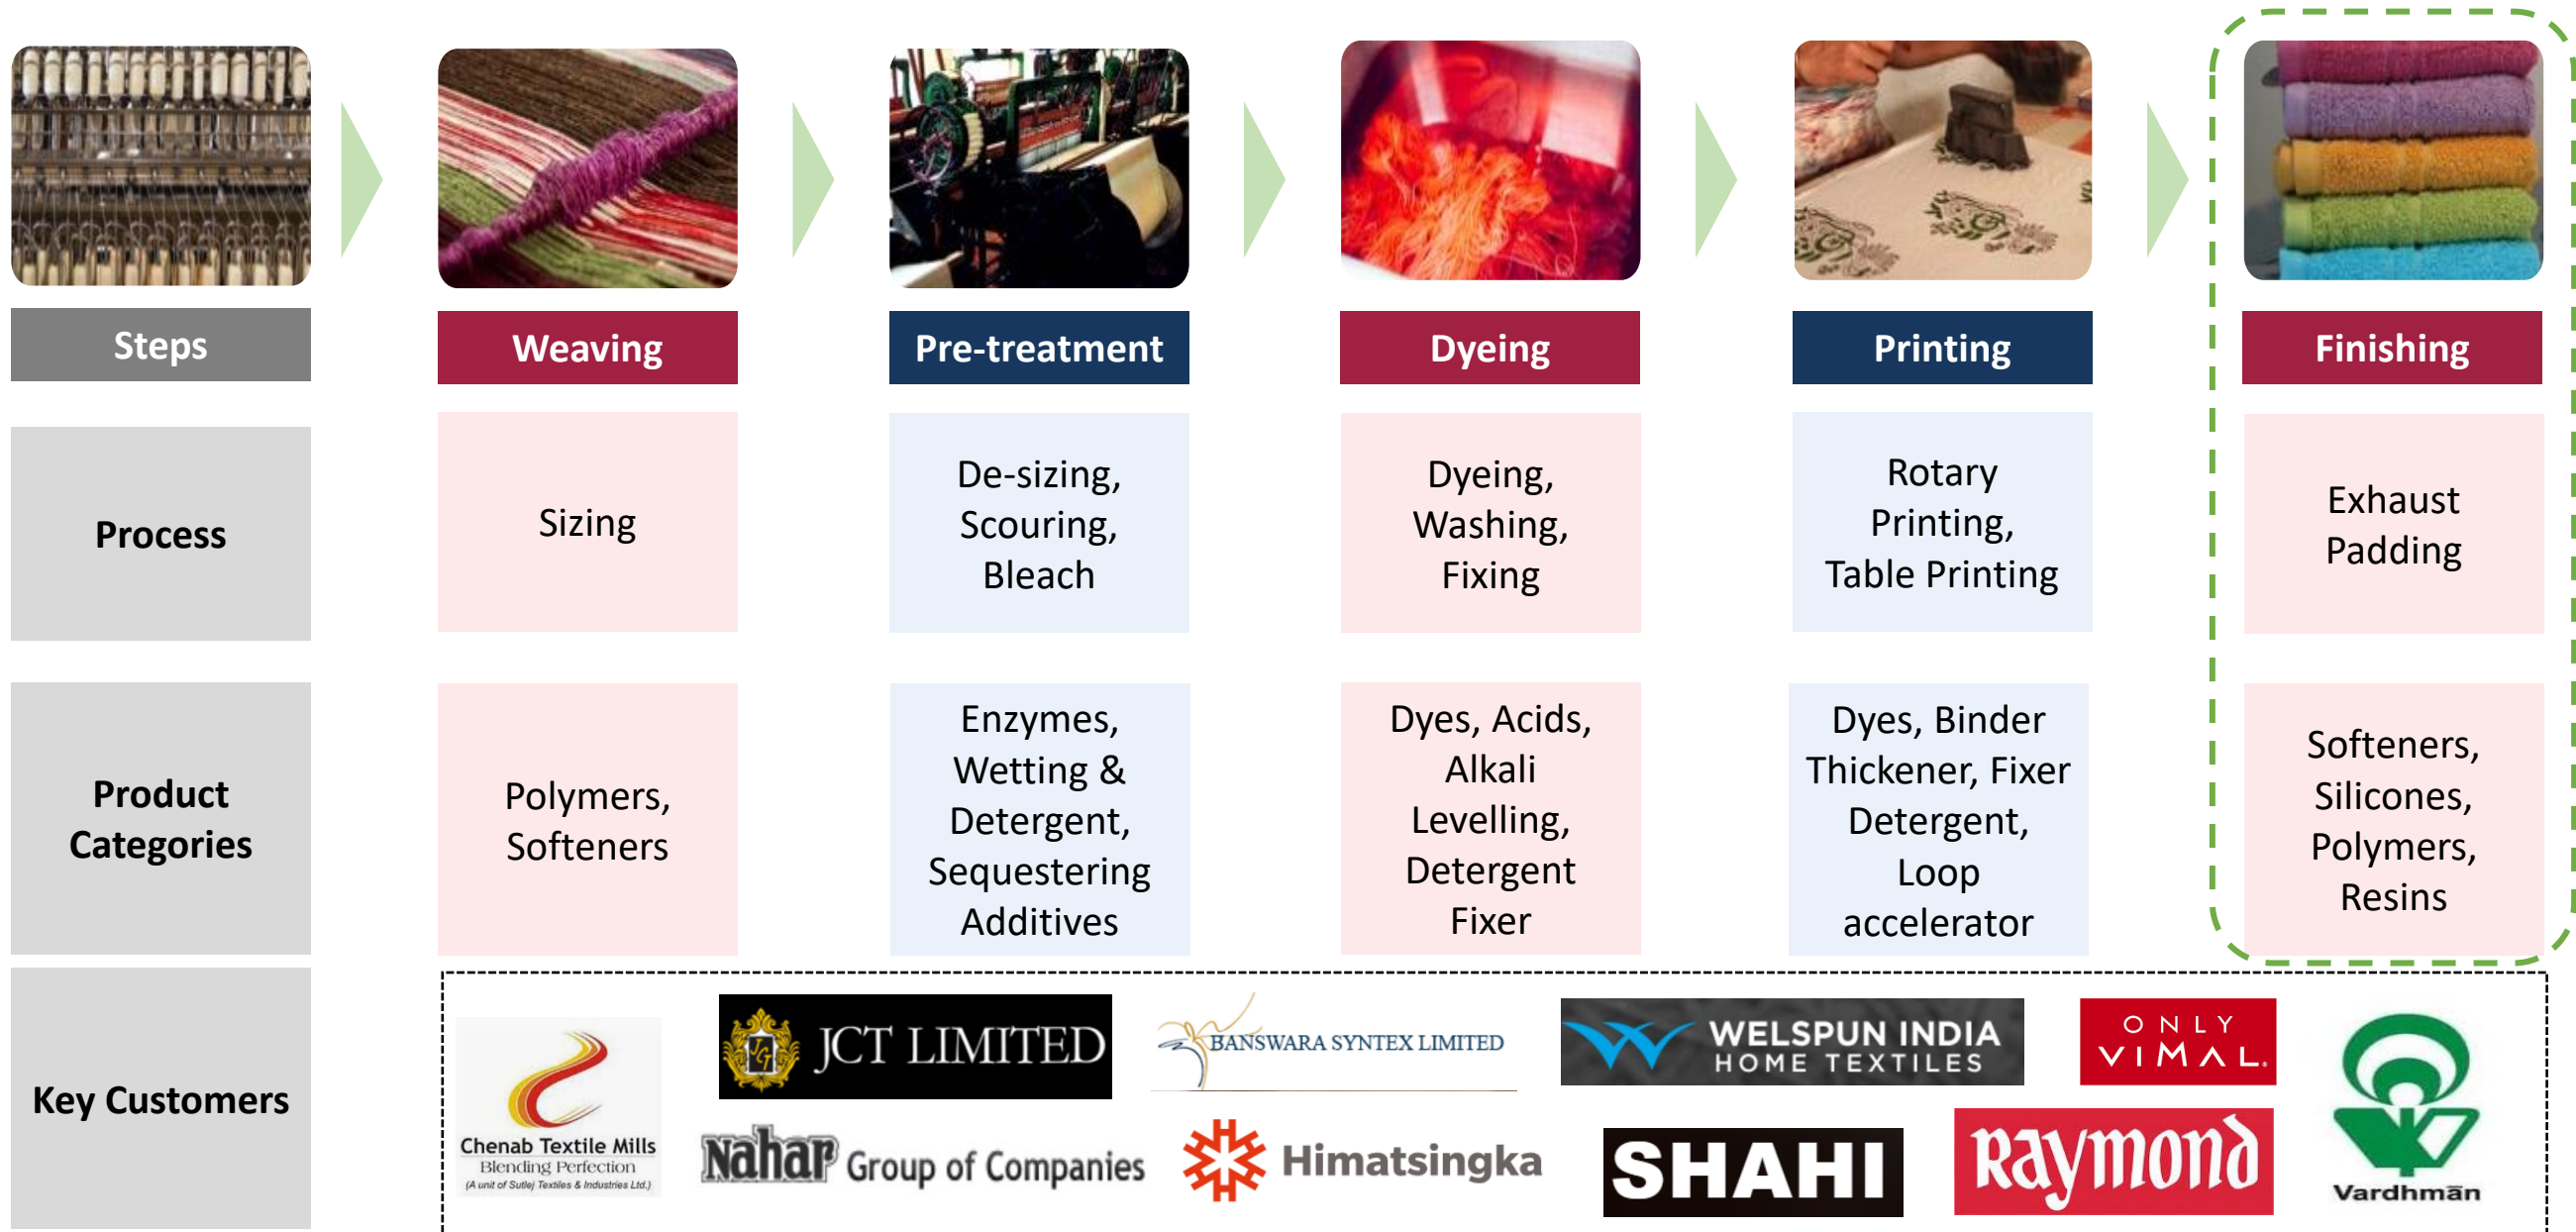 Steps
Weaving
Pre-treatment
Dyeing
Printing
Finishing
Process
Sizing
De-sizing,
Scouring,
Bleach
Dyeing,
Washing,
Fixing
Rotary
Printing,
Table Printing
Exhaust
Padding
Product
Categories
Polymers,
Softeners
Enzymes,
Wetting &
Detergent,
Sequestering
Additives
Dyes, Acids,
Alkali
Levelling,
Detergent
Fixer
Dyes, Binder
Thickener, Fixer
Detergent,
Loop
accelerator
Softeners,
Silicones,
Polymers,
Resins
Key Customers
Chenab Textile Mills
Blending Perfection
(A unit of Sutlej Textiles & Industries Ltd.)
JCT LIMITED
BANSWARA SYNTEX LIMITED
WELSPUN INDIA
HOME TEXTILES
ONLY
VIMAL.
Nahar Group of Companies
Himatsingka
SHAHI
Raymond
Vardhmān